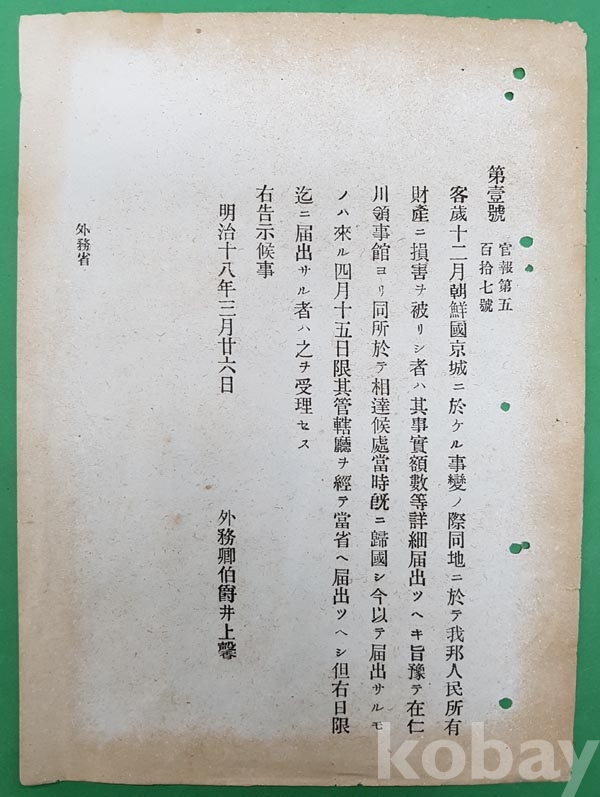 第壹號
官報第五
百拾七號
客歲十二月朝鮮國京城ニ於ケル事變ノ際同地ニ於テ我邦人民所有
財產ニ損害ヲ被リシ者ハ其事實額數等詳細届出ツヘキ旨豫テ在仁
川領事館ヨリ同所於テ相達候處當時旣ニ歸國シ今以テ届出サルモ
ノハ來ル四月十五日限其管轄廳ヲ經テ當省ヘ届出ツヘシ但右日限
迄ニ届出サル者ハ之ヲ受理セス
右告示候事
明治十八年三月廿六日
外務卿伯爵井上馨
外務省
kobay